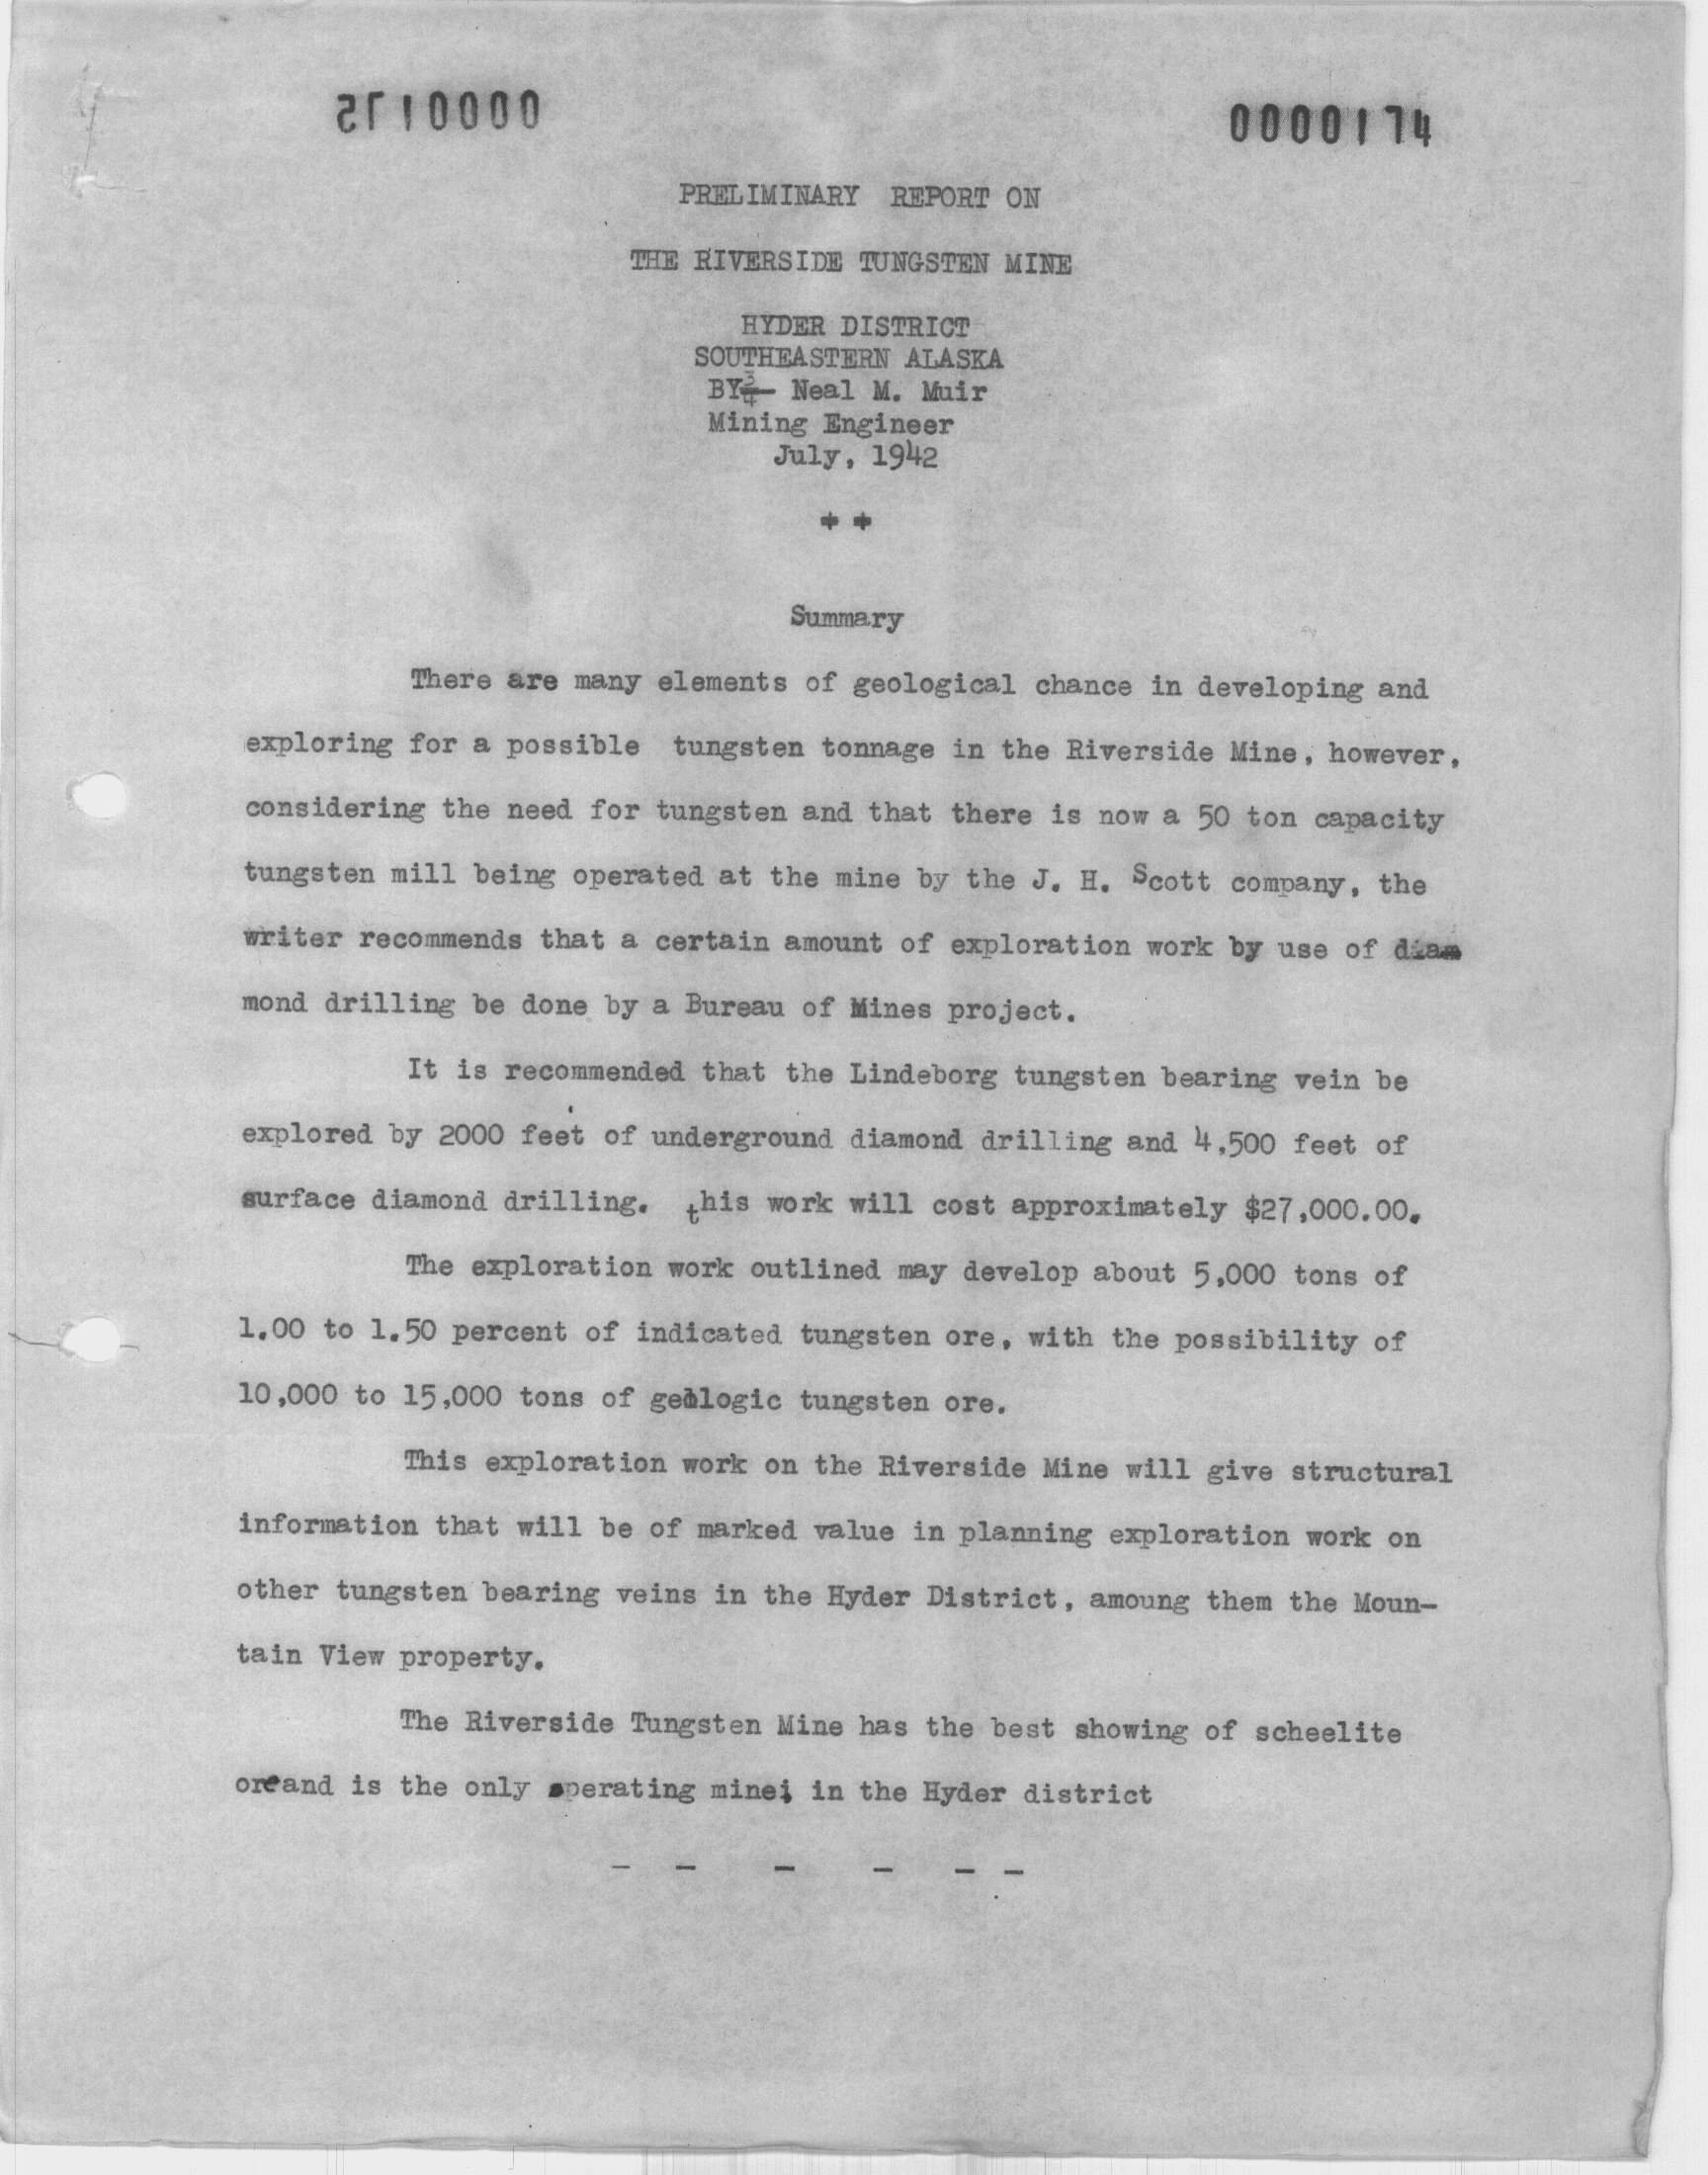 0000174
PRELIMINARY REPORT ON
THE RIVERSIDE TUNGSTEN MINE
HYDER DISTRICT
SOUTHEASTERN ALASKA
BY- Neal M. Muir
Mining Engineer
July, 1942
**
Summary
There are many elements of geological chance in developing and
exploring for a possible tungsten tonnage in the Riverside Mine, however,
considering the need for tungsten and that there is now a 50 ton capacity
tungsten mill being operated at the mine by the J. H. Scott company, the
writer recommends that a certain amount of exploration work by use of diam
mond drilling be done by a Bureau of Mines project.
It is recommended that the Lindeborg tungsten bearing vein be
explored by 2000 feet of underground diamond drilling and 4,500 feet of
surface diamond drilling. this work will cost approximately $27,000.00.
The exploration work outlined may develop about 5,000 tons of
1.00 to 1.50 percent of indicated tungsten ore, with the possibility of
10,000 to 15,000 tons of geologic tungsten ore.
This exploration work on the Riverside Mine will give structural
information that will be of marked value in planning exploration work on
other tungsten bearing veins in the Hyder District, amoung them the Moun-
tain View property.
The Riverside Tungsten Mine has the best showing of scheelite
ore and is the only operating mine in the Hyder district
- - - - - -